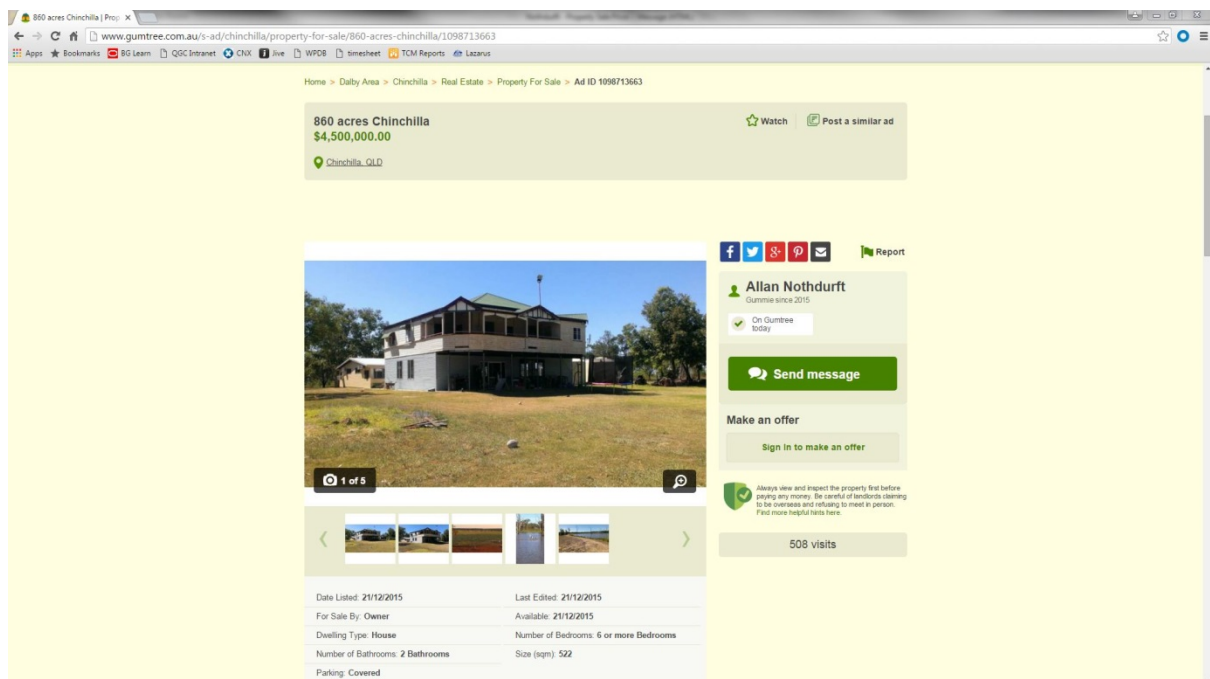 860 acres Chinchilla | Prop
www.gumtree.com.au/s-ad/chinchilla/property-for-sale/860-acres-chinchilla/1098713663
Apps Bookmarks BG Learn QGC Intranet CNX Jive WPDB timesheet TCM Reports Lazarus
Home > Dalby Area > Chinchilla > Real Estate > Property For Sale > Ad ID 1098713663
860 acres Chinchilla
Watch Post a similar ad
$4,500,000.00
Chinchilla, QLD
Report
Allan Nothdurft
Gummie since 2015
On Gumtree
today
Send message
Make an offer
Sign in to make an offer
1 of 5
Always view and inspect the property first before
paying any money. Be careful of landlords claiming
to be overseas and refusing to meet in person.
Find more helpful hints here.
508 visits
Date Listed: 21/12/2015 Last Edited: 21/12/2015
For Sale By: Owner Available: 21/12/2015
Dwelling Type: House Number of Bedrooms: 6 or more Bedrooms
Number of Bathrooms: 2 Bathrooms Size (sqm): 522
Parking: Covered